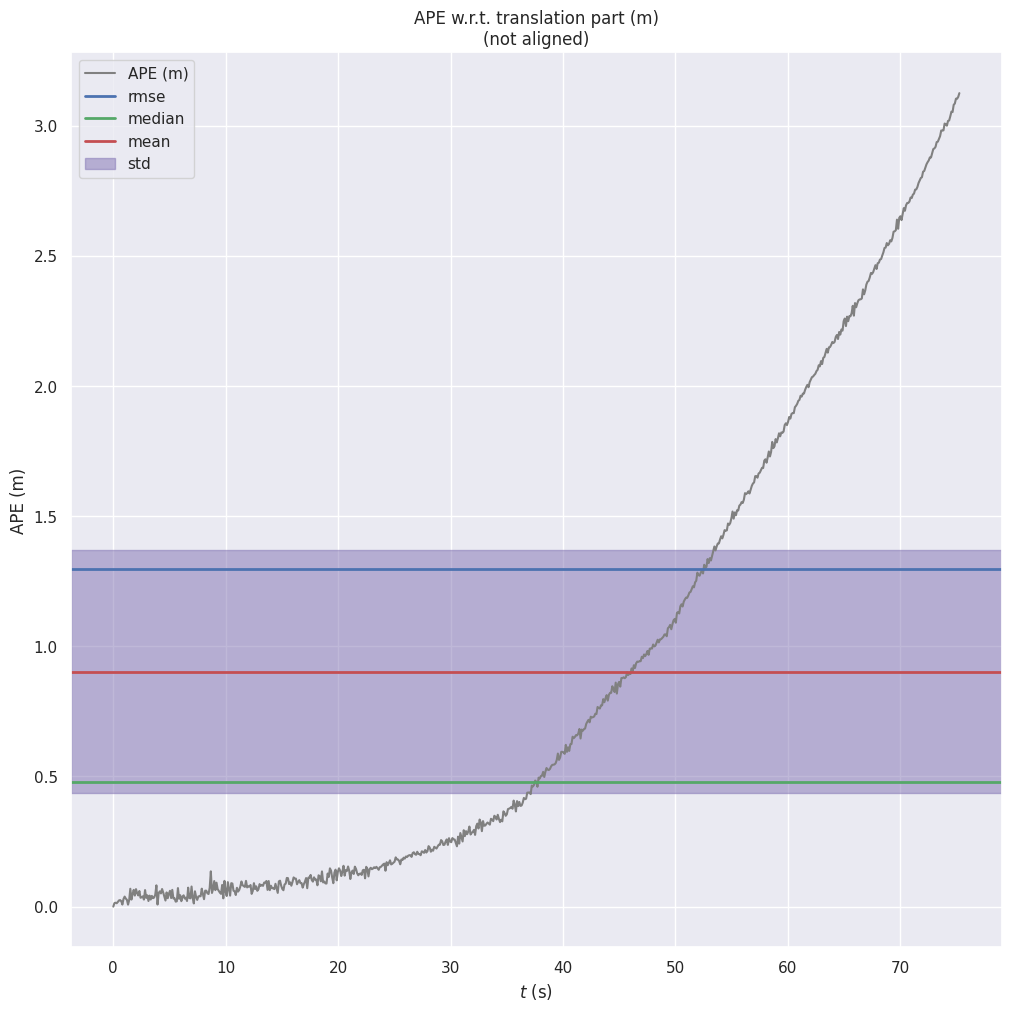 APE w.r.t. translation part (m)
(not aligned)
APE (m)
rmse
median
mean
std
APE (m)
3.0
2.5
2.0
1.5
1.0
0.5
0.0
0 10 20 30 40 50 60 70
t (s)